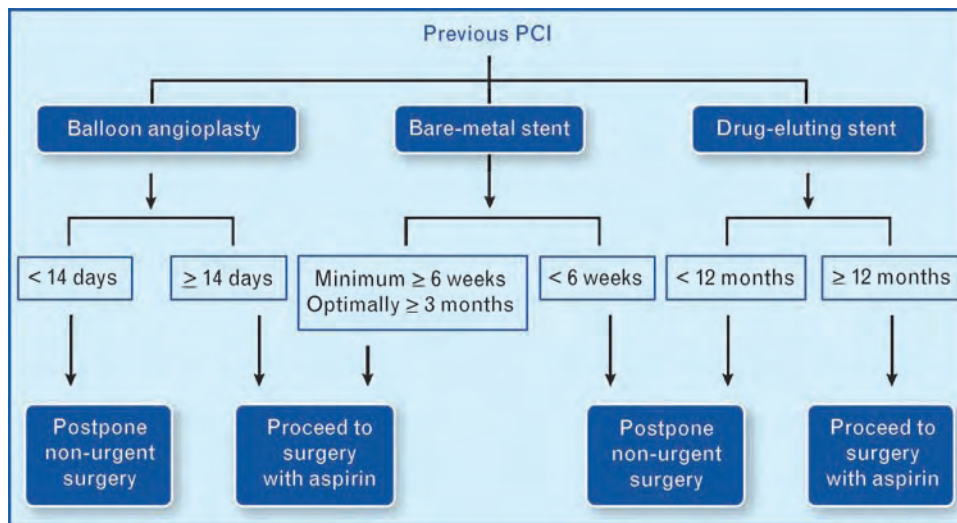 Previous PCI
Balloon angioplasty
Bare-metal stent
Drug-eluting stent
< 14 days
≥ 14 days
Minimum ≥ 6 weeks
Optimally ≥ 3 months
< 6 weeks
< 12 months
≥ 12 months
Postpone
non-urgent
surgery
Proceed to
surgery
with aspirin
Postpone
non-urgent
surgery
Proceed to
surgery
with aspirin